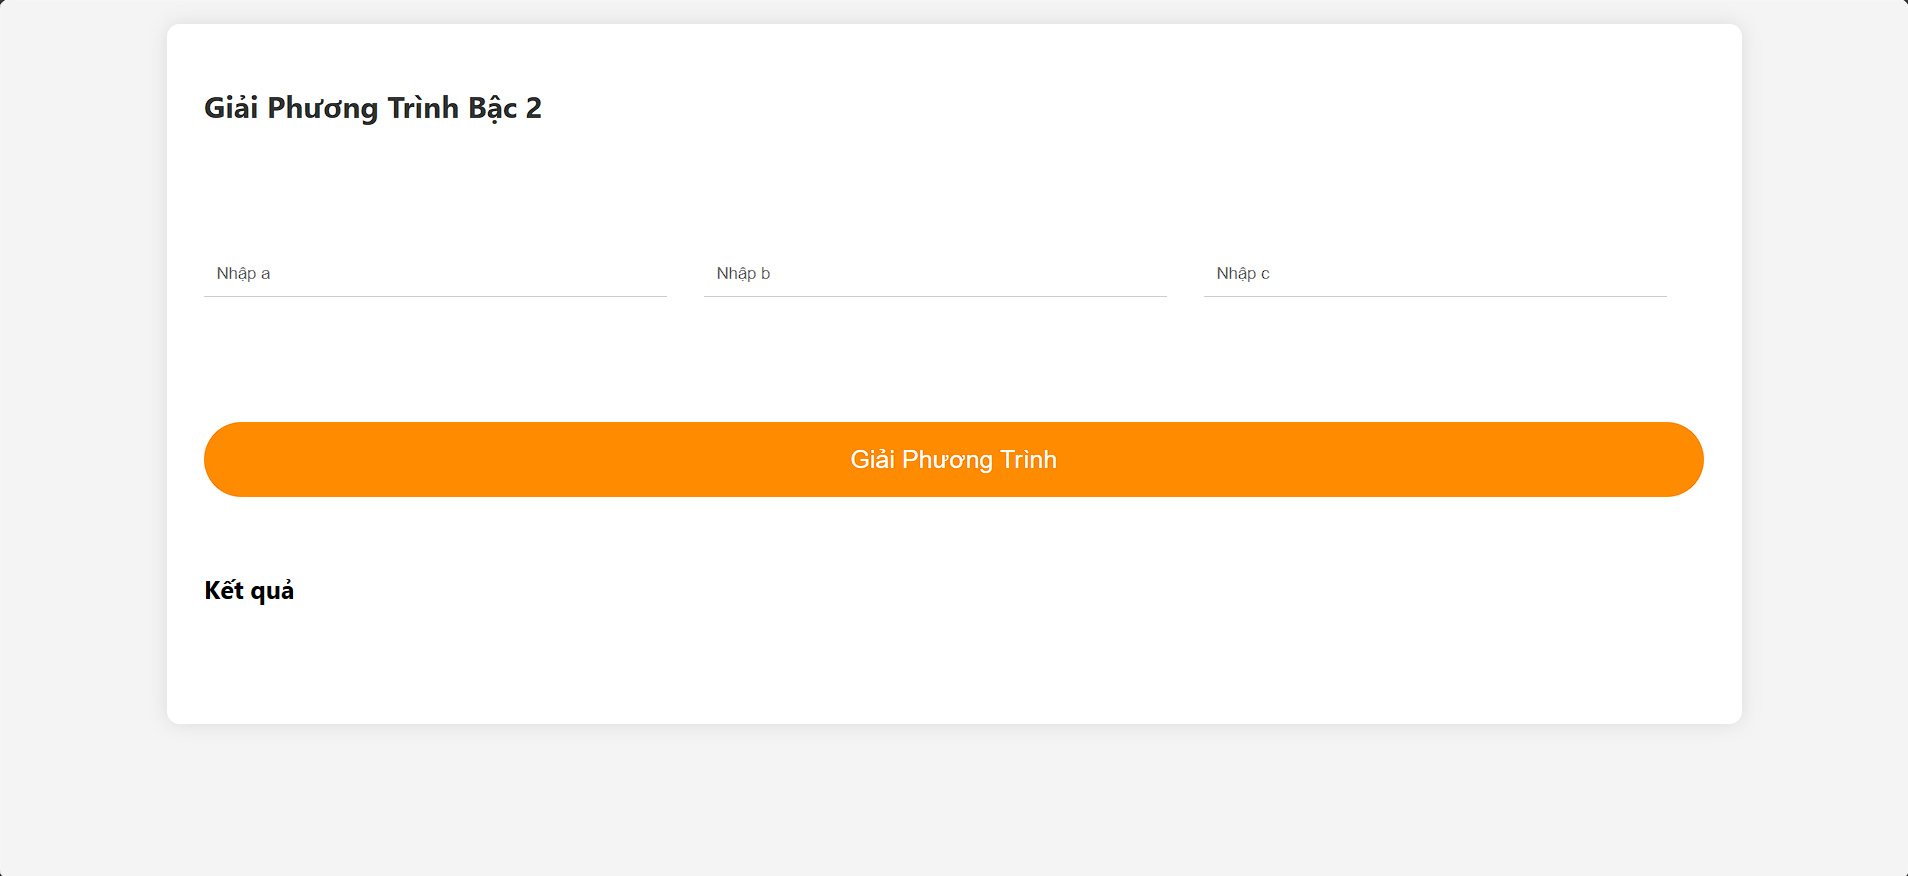 Giải Phương Trình Bậc 2
Nhập a
Nhập b
Nhập c
Giải Phương Trình
Kết quả